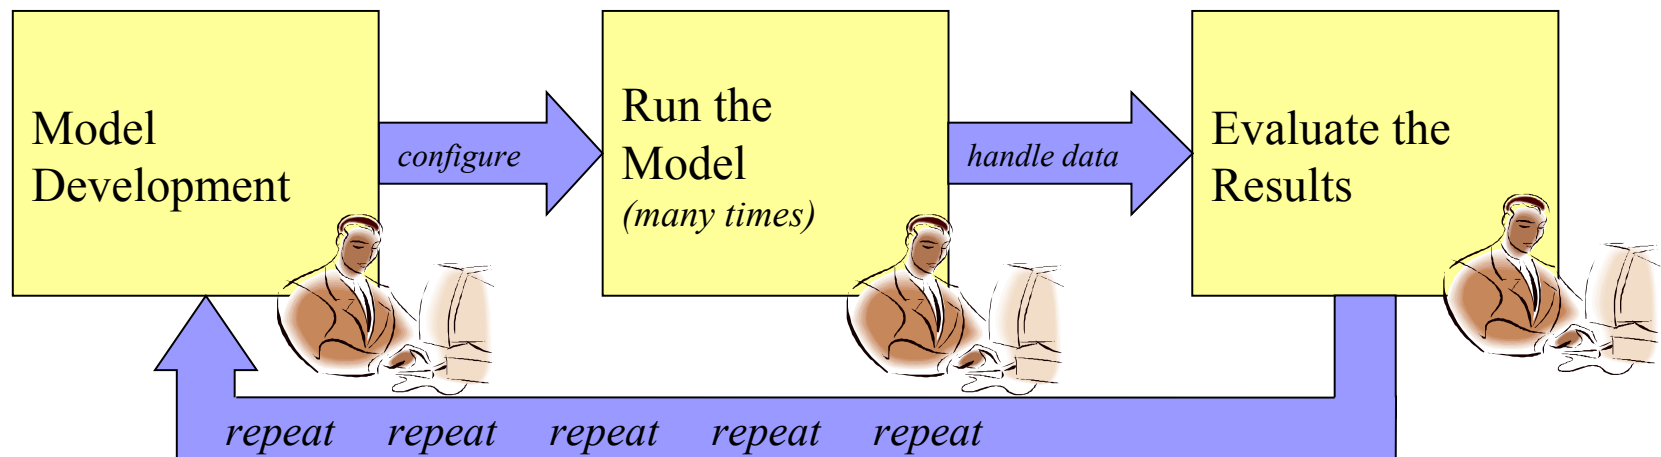 Model
Development
configure
Run the
Model
(many times)
handle data
Evaluate the
Results
repeat repeat repeat repeat repeat